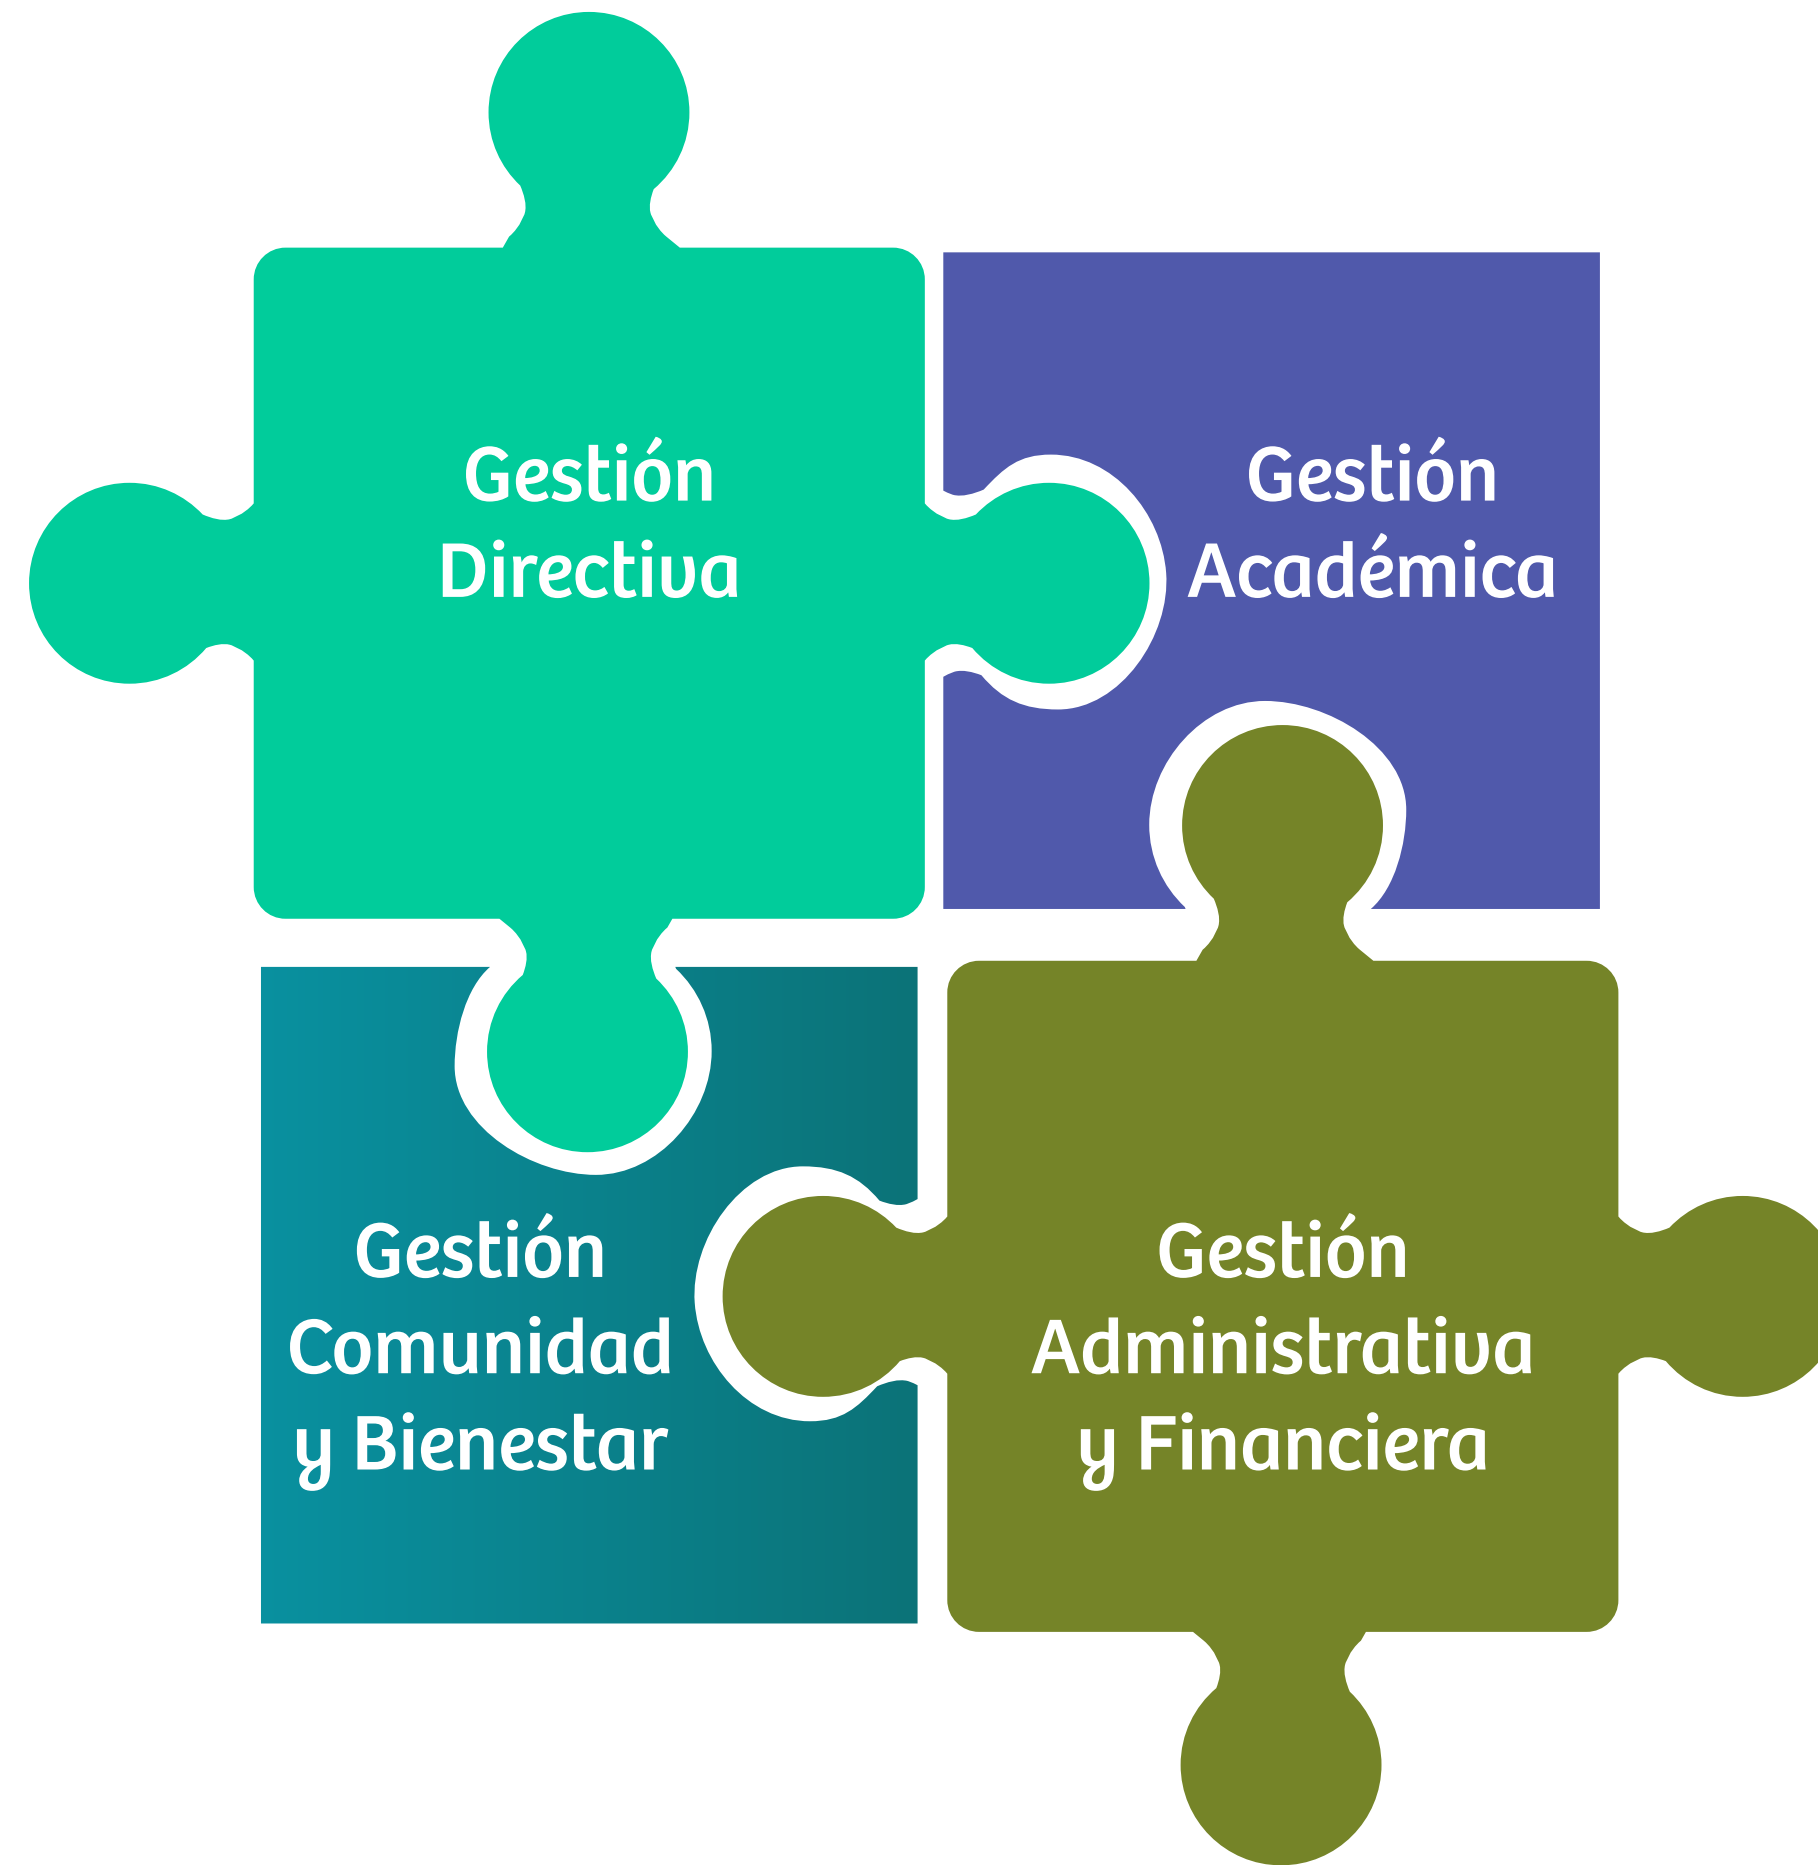 Gestión
Directiva
Gestión
Académica
Gestión
Comunidad
y Bienestar
Gestión
Administrativa
y Financiera